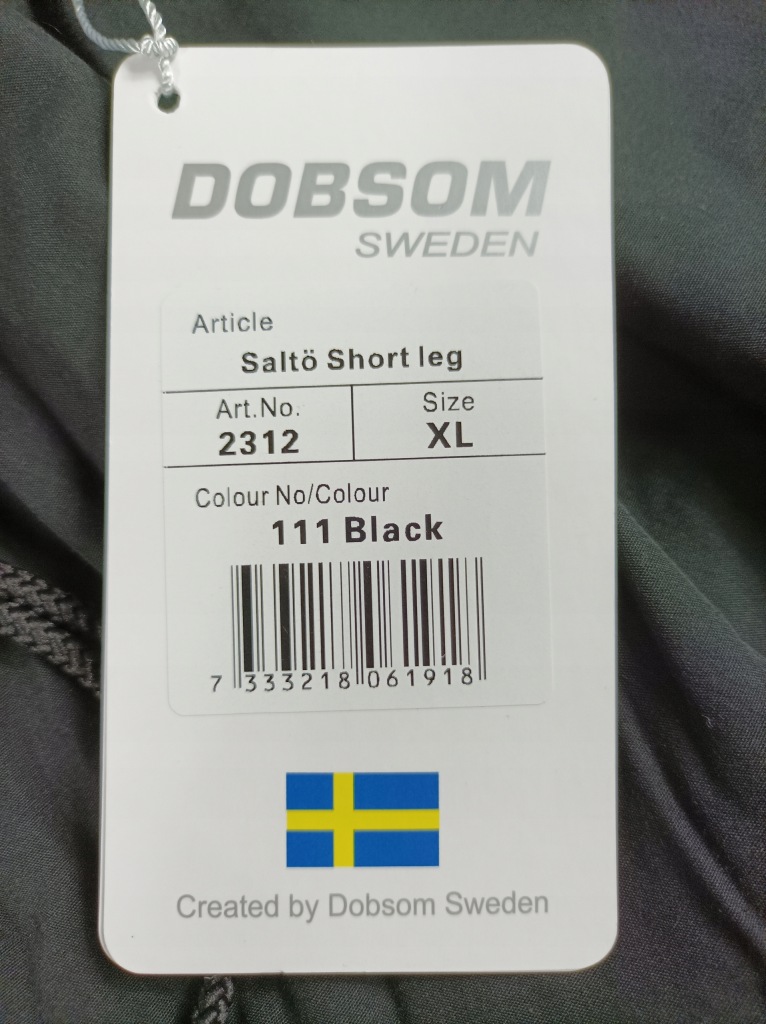 DOBSOM
SWEDEN
Article
Saltö Short leg
Art.No.
2312
Size
XL
Colour No/Colour
111 Black
7 333218 061918
Created by Dobsom Sweden